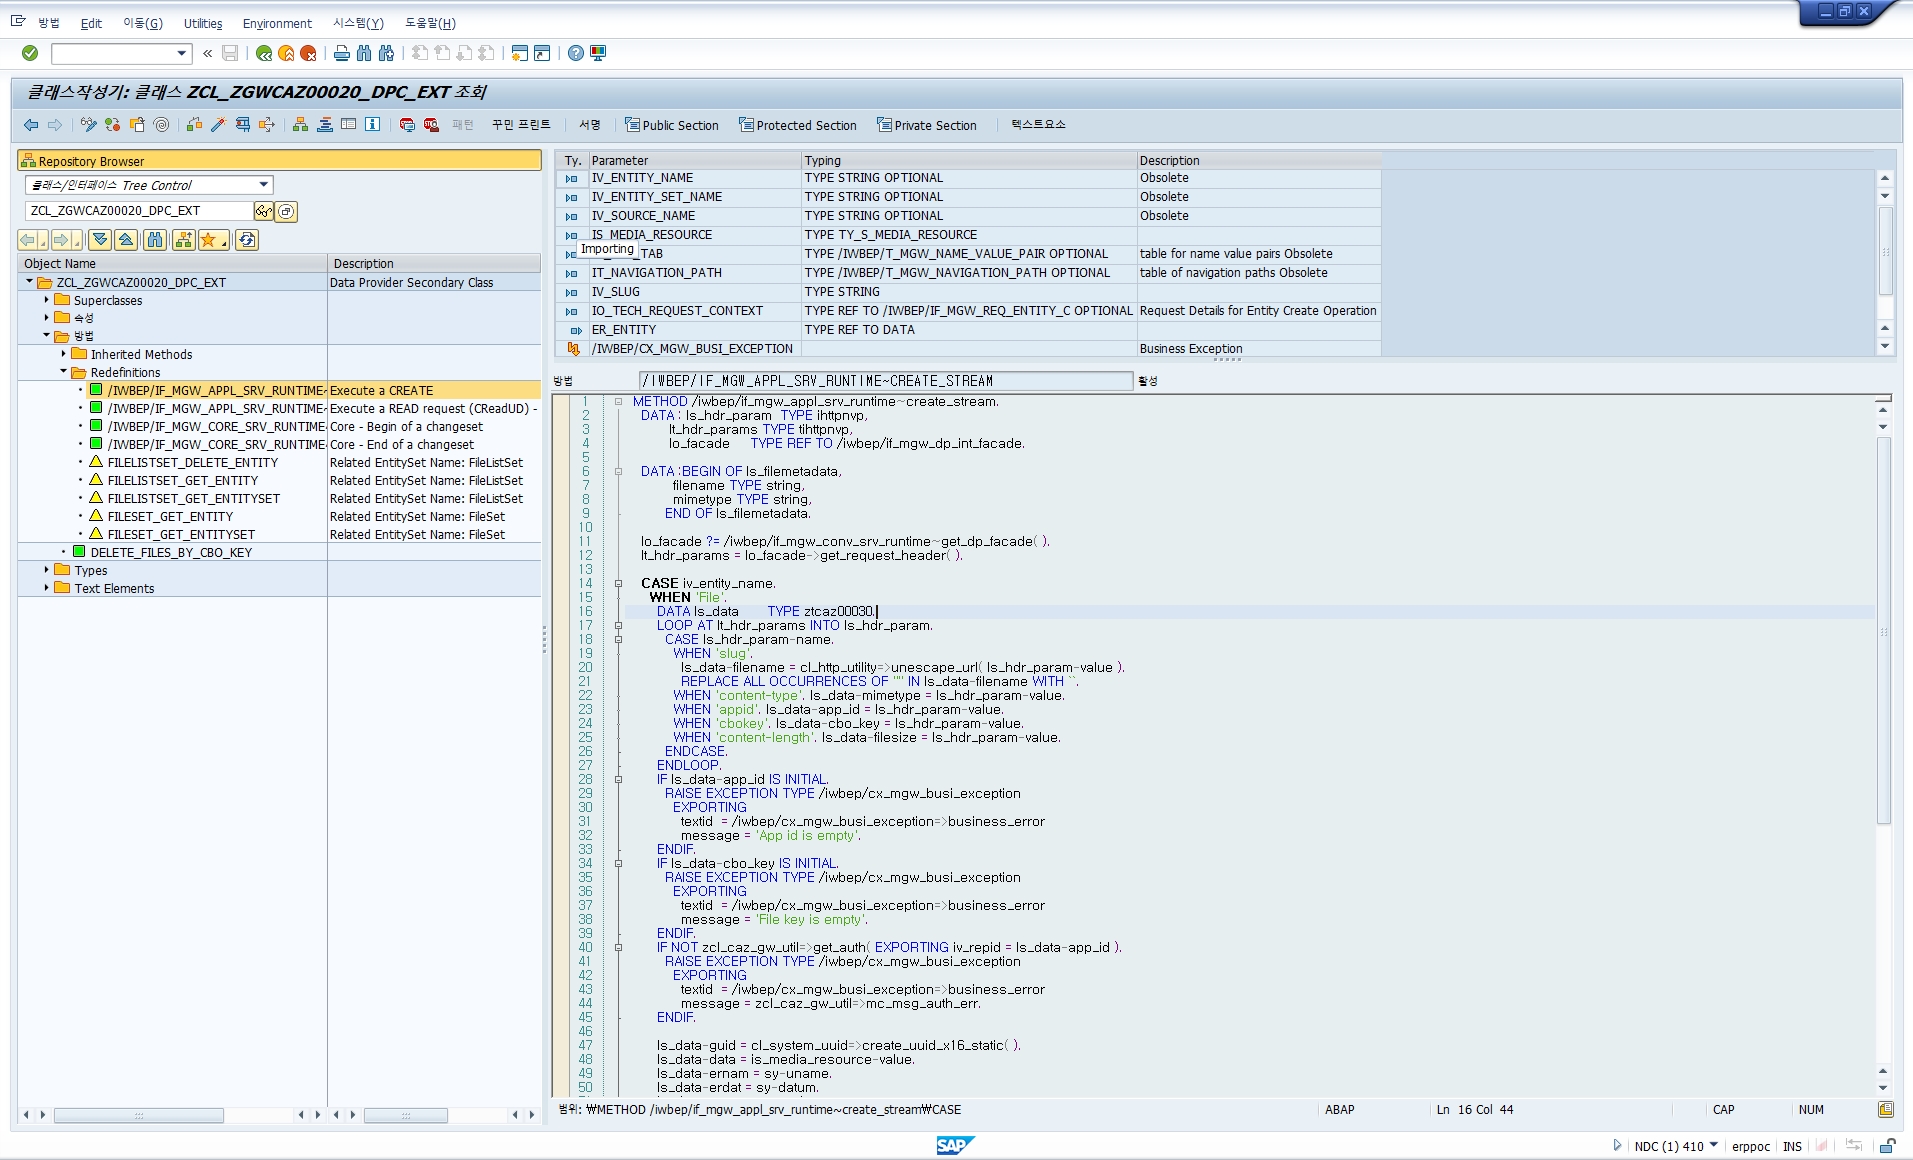 방법 Edit 이동(G) Utilities Environment 시스템(Y) 도움말(H)
클래스작성기: 클래스 ZCL_ZGWCAZ00020_DPC_EXT 조회
패턴 꾸민 프린트 서명 Public Section Protected Section Private Section 텍스트요소
Repository Browser
클래스/인터페이스 Tree Control
ZCL_ZGWCAZ00020_DPC_EXT
Object Name Description
ZCL_ZGWCAZ00020_DPC_EXT Data Provider Secondary Class
Superclasses
속성
방법
Inherited Methods
Redefinitions
/IWBEP/IF_MGW_APPL_SRV_RUNTIME~ Execute a CREATE
/IWBEP/IF_MGW_APPL_SRV_RUNTIME~ Execute a READ request (CReadUD) -
/IWBEP/IF_MGW_CORE_SRV_RUNTIME~ Core - Begin of a changeset
/IWBEP/IF_MGW_CORE_SRV_RUNTIME~ Core - End of a changeset
FILELISTSET_DELETE_ENTITY Related EntitySet Name: FileListSet
FILELISTSET_GET_ENTITY Related EntitySet Name: FileListSet
FILELISTSET_GET_ENTITYSET Related EntitySet Name: FileListSet
FILESET_GET_ENTITY Related EntitySet Name: FileSet
FILESET_GET_ENTITYSET Related EntitySet Name: FileSet
DELETE_FILES_BY_CBO_KEY
Types
Text Elements
Ty. Parameter Typing Description
IV_ENTITY_NAME TYPE STRING OPTIONAL Obsolete
IV_ENTITY_SET_NAME TYPE STRING OPTIONAL Obsolete
IV_SOURCE_NAME TYPE STRING OPTIONAL Obsolete
IS_MEDIA_RESOURCE TYPE TY_S_MEDIA_RESOURCE
Importing
_TAB TYPE /IWBEP/T_MGW_NAME_VALUE_PAIR OPTIONAL table for name value pairs Obsolete
IT_NAVIGATION_PATH TYPE /IWBEP/T_MGW_NAVIGATION_PATH OPTIONAL table of navigation paths Obsolete
IV_SLUG TYPE STRING
IO_TECH_REQUEST_CONTEXT TYPE REF TO /IWBEP/IF_MGW_REQ_ENTITY_C OPTIONAL Request Details for Entity Create Operation
ER_ENTITY TYPE REF TO DATA
/IWBEP/CX_MGW_BUSI_EXCEPTION Business Exception
방법 /IWBEP/IF_MGW_APPL_SRV_RUNTIME~CREATE_STREAM 활성
1 METHOD /iwbep/if_mgw_appl_srv_runtime~create_stream.
2 DATA : ls_hdr_param TYPE ihttpnvp,
3 lt_hdr_params TYPE tihttpnvp,
4 lo_facade TYPE REF TO /iwbep/if_mgw_dp_int_facade.
5
6 DATA :BEGIN OF ls_filemetadata,
7 filename TYPE string,
8 mimetype TYPE string,
9 END OF ls_filemetadata.
10
11 lo_facade ?= /iwbep/if_mgw_conv_srv_runtime~get_dp_facade( ).
12 lt_hdr_params = lo_facade->get_request_header( ).
13
14 CASE iv_entity_name.
15 WHEN 'File'.
16 DATA ls_data TYPE ztcaz00030.
17 LOOP AT lt_hdr_params INTO ls_hdr_param.
18 CASE ls_hdr_param-name.
19 WHEN 'slug'.
20 ls_data-filename = cl_http_utility=>unescape_url( ls_hdr_param-value ).
21 REPLACE ALL OCCURRENCES OF '"' IN ls_data-filename WITH ``.
22 WHEN 'content-type'. ls_data-mimetype = ls_hdr_param-value.
23 WHEN 'appid'. ls_data-app_id = ls_hdr_param-value.
24 WHEN 'cbokey'. ls_data-cbo_key = ls_hdr_param-value.
25 WHEN 'content-length'. ls_data-filesize = ls_hdr_param-value.
26 ENDCASE.
27 ENDLOOP.
28 IF ls_data-app_id IS INITIAL.
29 RAISE EXCEPTION TYPE /iwbep/cx_mgw_busi_exception
30 EXPORTING
31 textid = /iwbep/cx_mgw_busi_exception=>business_error
32 message = 'App id is empty'.
33 ENDIF.
34 IF ls_data-cbo_key IS INITIAL.
35 RAISE EXCEPTION TYPE /iwbep/cx_mgw_busi_exception
36 EXPORTING
37 textid = /iwbep/cx_mgw_busi_exception=>business_error
38 message = 'File key is empty'.
39 ENDIF.
40 IF NOT zcl_caz_gw_util=>get_auth( EXPORTING iv_repid = ls_data-app_id ).
41 RAISE EXCEPTION TYPE /iwbep/cx_mgw_busi_exception
42 EXPORTING
43 textid = /iwbep/cx_mgw_busi_exception=>business_error
44 message = zcl_caz_gw_util=>mc_msg_auth_err.
45 ENDIF.
46
47 ls_data-guid = cl_system_uuid=>create_uuid_x16_static( ).
48 ls_data-data = is_media_resource-value.
49 ls_data-ernam = sy-uname.
50 ls_data-erdat = sy-datum.
범위: ₩METHOD /iwbep/if_mgw_appl_srv_runtime~create_stream₩CASE ABAP Ln 16 Col 44 CAP NUM
SAP NDC (1) 410 erppoc INS